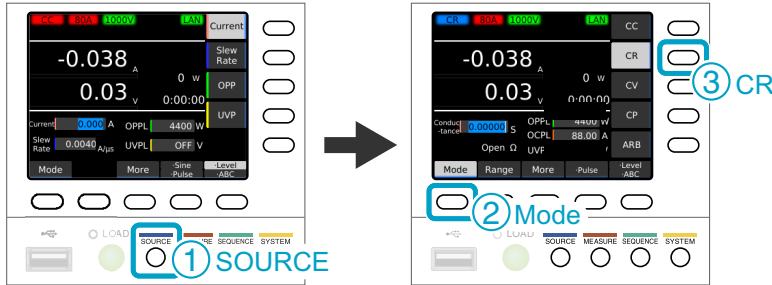 CC 80A 1000V LAN Current
-0.038 A
Slew
Rate
0 W
0.03 V
0:00:00
OPP
UVP
Current 0.000 A OPPL 4400 W
Slew
Rate 0.0040 A/μs UVPL OFF V
Mode More ·Sine
·Pulse ·Level
·ABC
LOAD
SOURCE SEQUENCE SYSTEM
① SOURCE
CR 80A 1000V LAN CC
-0.038 A
CR
0 W
0.03 V
0:00:00
CV
CP
Conduc
-tance 0.00000 S OPPL 4400 W
OCPL 88.00 A
Open Ω
ARB
Mode Range More ·Pulse ·Level
·ABC
② Mode
③ CR
LOAD
SOURCE MEASURE SEQUENCE SYSTEM